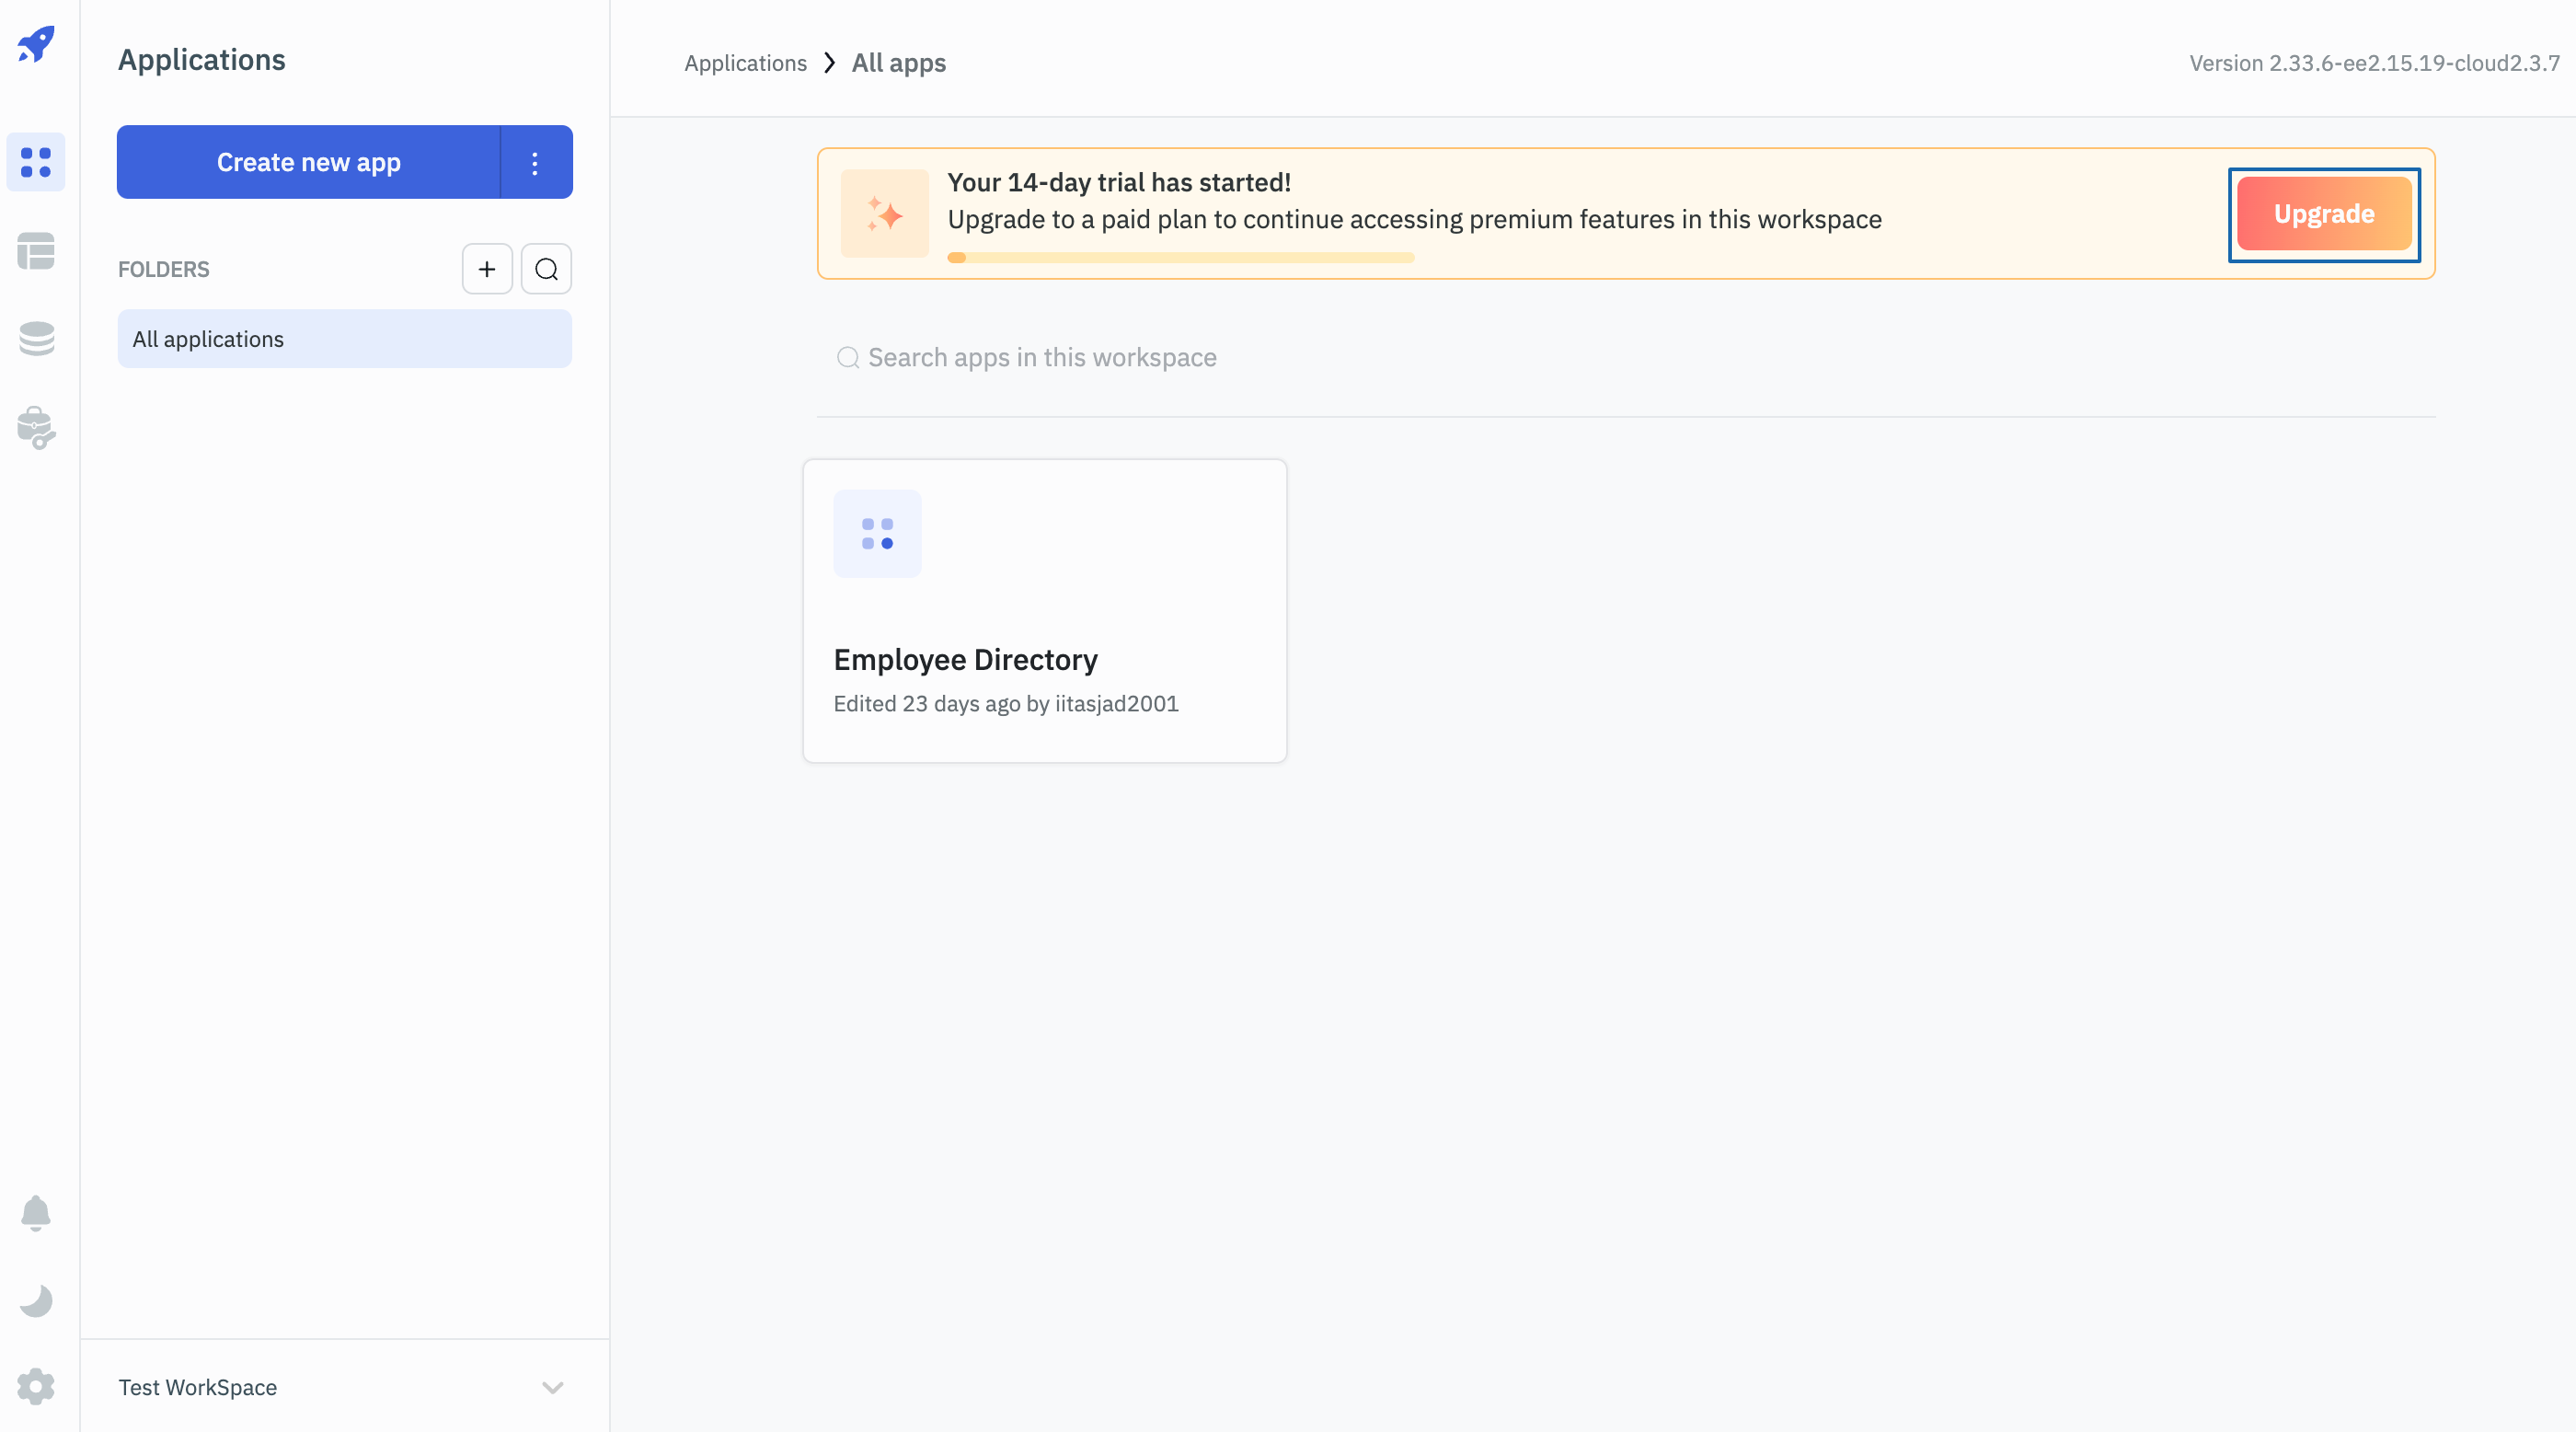 Applications
Create new app
FOLDERS
All applications
Test WorkSpace
Applications All apps
Version 2.33.6-ee2.15.19-cloud2.3.7
Your 14-day trial has started!
Upgrade to a paid plan to continue accessing premium features in this workspace
Upgrade
Search apps in this workspace
Employee Directory
Edited 23 days ago by iitasjad2001